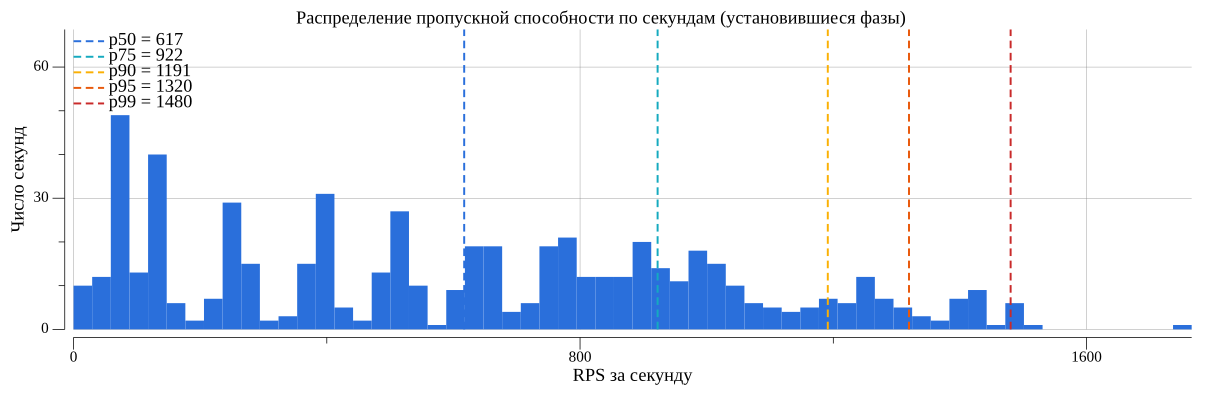 Распределение пропускной способности по секундам (установившиеся фазы)
p50 = 617
p75 = 922
p90 = 1191
p95 = 1320
p99 = 1480
Число секунд
60
30
0
0
800
1600
RPS за секунду